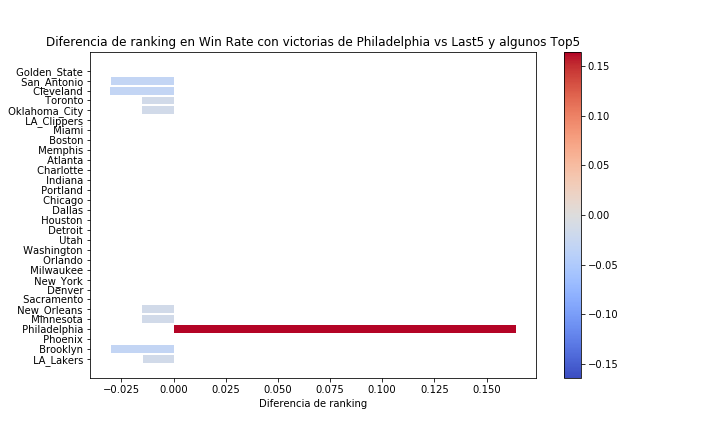 Diferencia de ranking en Win Rate con victorias de Philadelphia vs Last5 y algunos Top5
Golden_State
San_Antonio
Cleveland
Toronto
Oklahoma_City
LA_Clippers
Miami
Boston
Memphis
Atlanta
Charlotte
Indiana
Portland
Chicago
Dallas
Houston
Detroit
Utah
Washington
Orlando
Milwaukee
New_York
Denver
Sacramento
New_Orleans
Minnesota
Philadelphia
Phoenix
Brooklyn
LA_Lakers
−0.025 0.000 0.025 0.050 0.075 0.100 0.125 0.150
Diferencia de ranking
0.15
0.10
0.05
0.00
−0.05
−0.10
−0.15